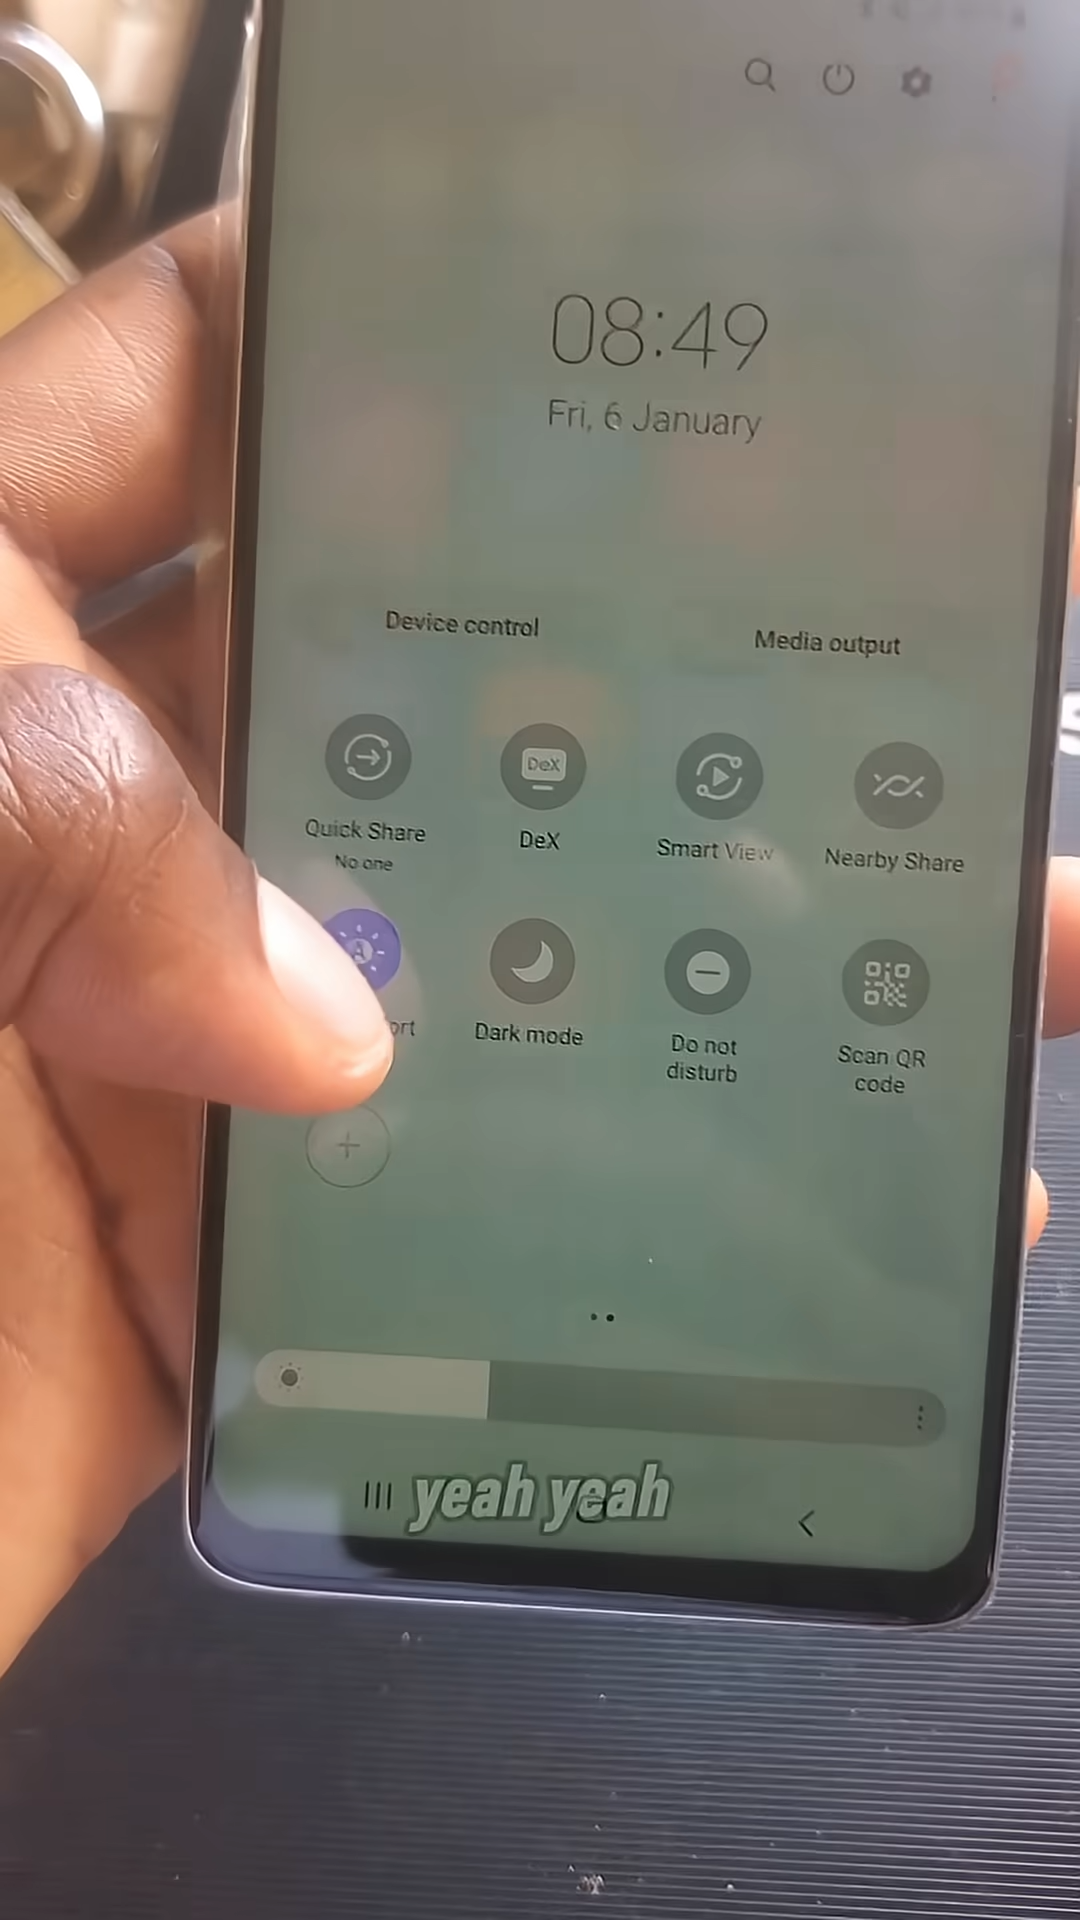 08:49
Fri, 6 January
Device control
Media output
Quick Share
No one
DeX
DeX
Smart View
Nearby Share
ort
Dark mode
Do not
disturb
Scan QR
code
yeah yeah